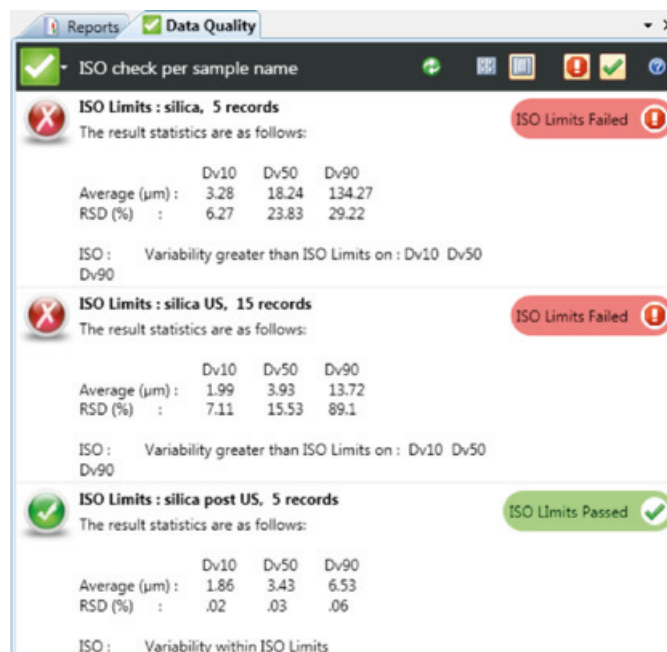 Reports Data Quality
ISO check per sample name
ISO Limits : silica, 5 records
ISO Limits Failed
The result statistics are as follows:
Dv10 Dv50 Dv90
Average (µm) : 3.28 18.24 134.27
RSD (%) : 6.27 23.83 29.22
ISO : Variability greater than ISO Limits on : Dv10 Dv50
Dv90
ISO Limits : silica US, 15 records
ISO Limits Failed
The result statistics are as follows:
Dv10 Dv50 Dv90
Average (µm) : 1.99 3.93 13.72
RSD (%) : 7.11 15.53 89.1
ISO : Variability greater than ISO Limits on : Dv10 Dv50
Dv90
ISO Limits : silica post US, 5 records
ISO LImits Passed
The result statistics are as follows:
Dv10 Dv50 Dv90
Average (µm) : 1.86 3.43 6.53
RSD (%) : .02 .03 .06
ISO : Variability within ISO Limits